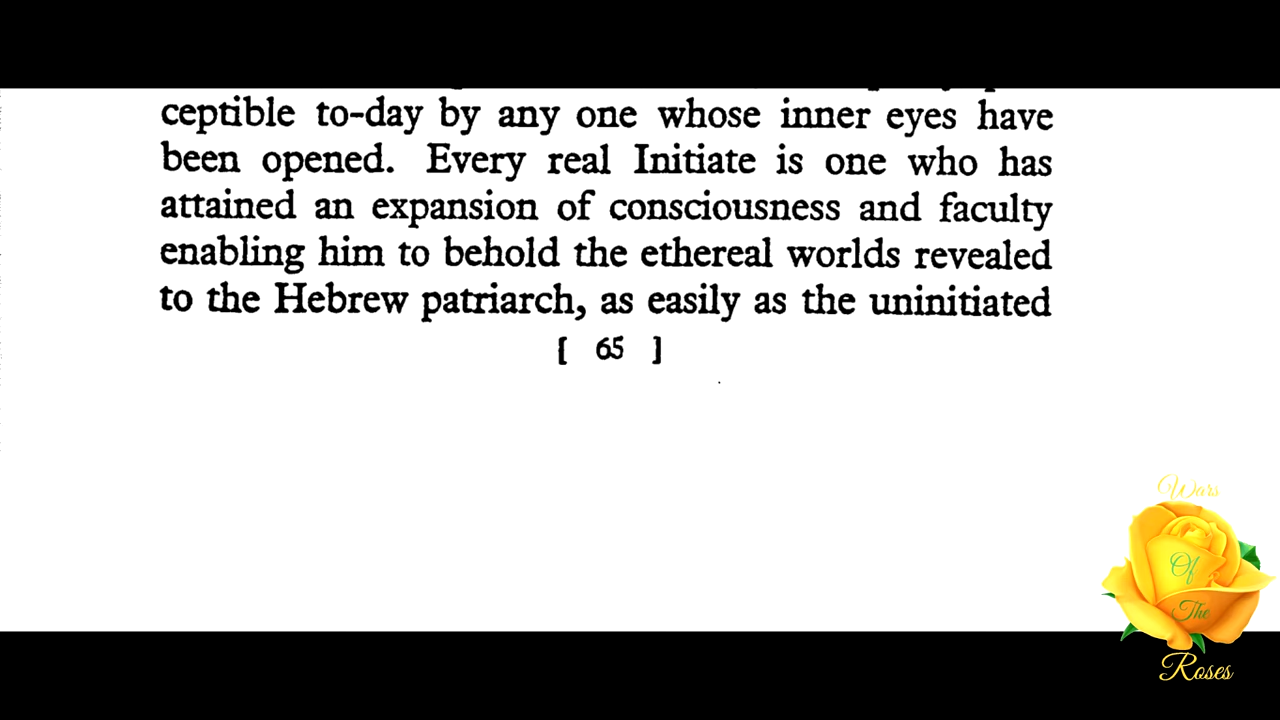 ceptible to-day by any one whose inner eyes have
been opened. Every real Initiate is one who has
attained an expansion of consciousness and faculty
enabling him to behold the ethereal worlds revealed
to the Hebrew patriarch, as easily as the uninitiated
[ 65 ]
Wars
Of
The
Roses